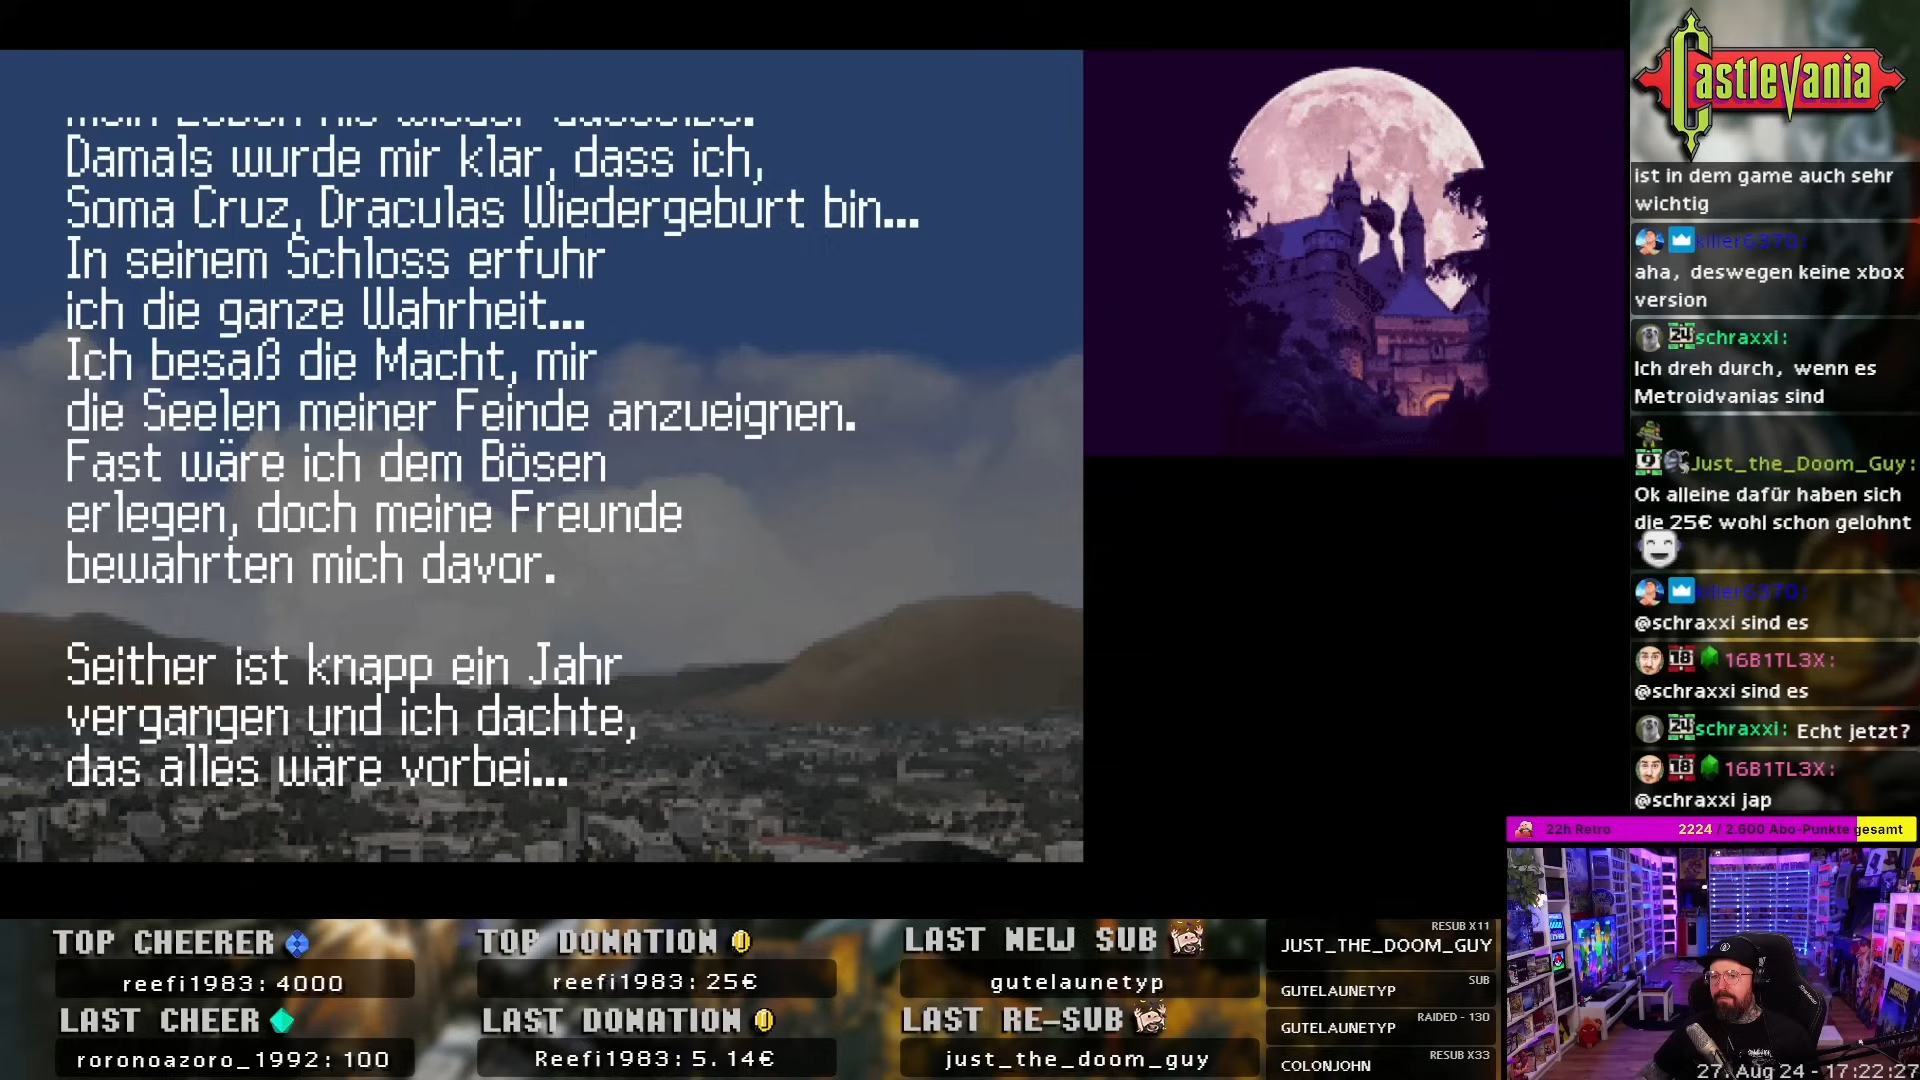 Damals wurde mir klar, dass ich,
Soma Cruz, Draculas Wiedergeburt bin...
In seinem Schloss erfuhr
ich die ganze Wahrheit...
Ich besaß die Macht, mir
die Seelen meiner Feinde anzueignen.
Fast wäre ich dem Bösen
erlegen, doch meine Freunde
bewahrten mich davor.
Seither ist knapp ein Jahr
vergangen und ich dachte,
das alles wäre vorbei...
Castlevania
ist in dem game auch sehr
wichtig
killer6370:
aha, deswegen keine xbox
version
24 schraxxi:
Ich dreh durch, wenn es
Metroidvanias sind
9 Just_the_Doom_Guy:
Ok alleine dafür haben sich
die 25€ wohl schon gelohnt
killer6370:
@schraxxi sind es
18 16B1TL3X:
@schraxxi sind es
24 schraxxi: Echt jetzt?
18 16B1TL3X:
@schraxxi jap
22h Retro 2224 / 2.600 Abo-Punkte gesamt
TOP CHEERER
reefi1983: 4000
LAST CHEER
roronoazoro_1992: 100
TOP DONATION
reefi1983: 25€
LAST DONATION
Reefi1983: 5.14€
LAST NEW SUB
gutelaunetyp
LAST RE-SUB
just_the_doom_guy
RESUB X11
JUST_THE_DOOM_GUY
SUB
GUTELAUNETYP
RAIDED - 130
GUTELAUNETYP
RESUB X33
COLONJOHN
27. Aug 24 - 17:22:27